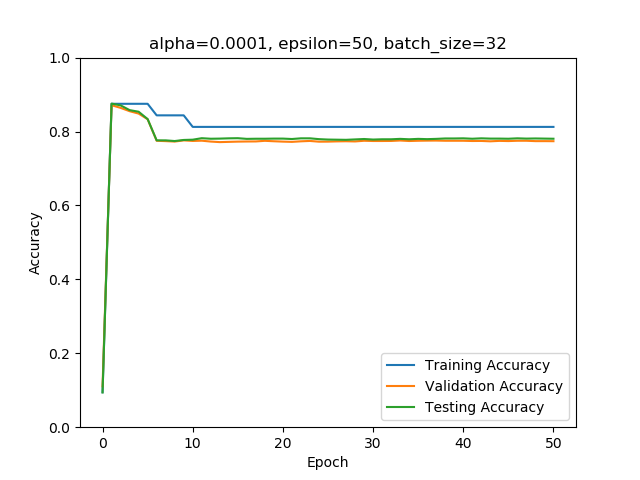 alpha=0.0001, epsilon=50, batch_size=32
1.0
0.8
0.6
0.4
0.2
0.0
Accuracy
0
10
20
30
40
50
Epoch
Training Accuracy
Validation Accuracy
Testing Accuracy